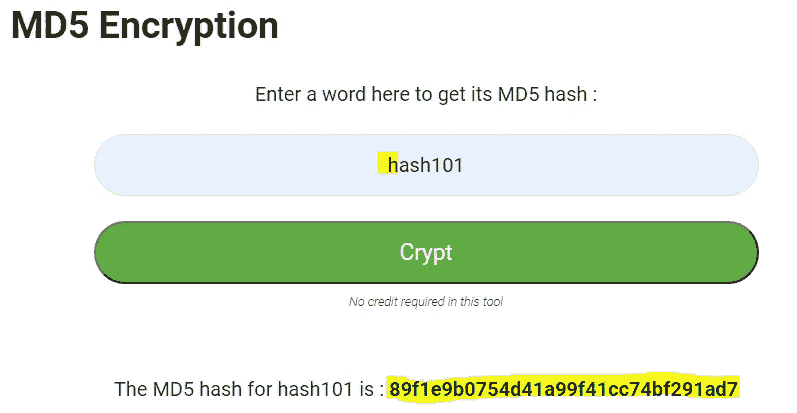 MD5 Encryption
Enter a word here to get its MD5 hash :
hash101
Crypt
No credit required in this tool
The MD5 hash for hash101 is : 89f1e9b0754d41a99f41cc74bf291ad7